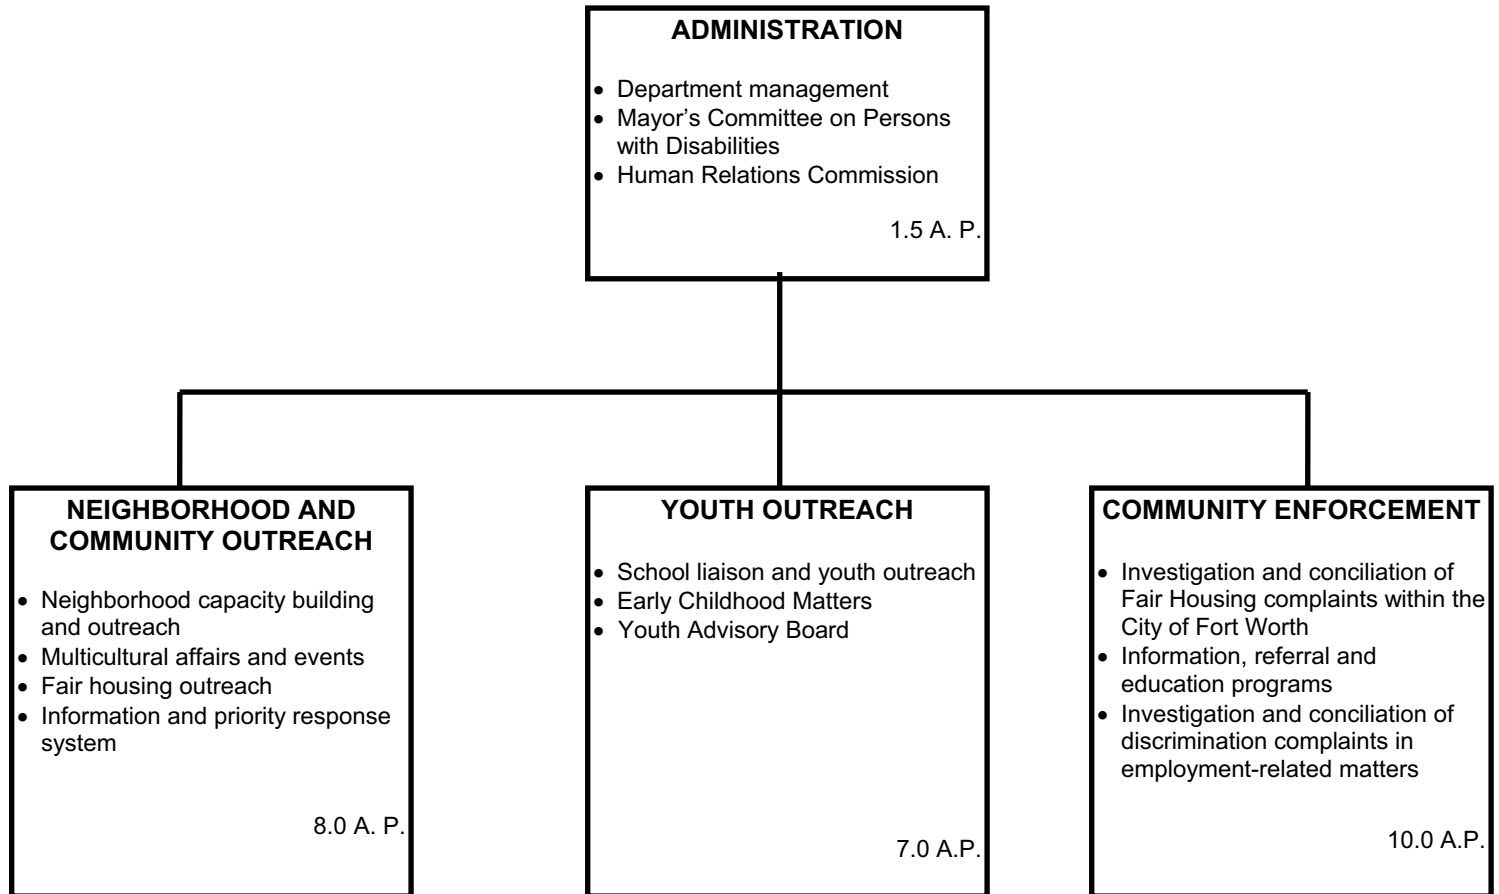 ADMINISTRATION
• Department management
• Mayor’s Committee on Persons
with Disabilities
• Human Relations Commission
1.5 A. P.
NEIGHBORHOOD AND
COMMUNITY OUTREACH
• Neighborhood capacity building
and outreach
• Multicultural affairs and events
• Fair housing outreach
• Information and priority response
system
8.0 A. P.
YOUTH OUTREACH
• School liaison and youth outreach
• Early Childhood Matters
• Youth Advisory Board
7.0 A.P.
COMMUNITY ENFORCEMENT
• Investigation and conciliation of
Fair Housing complaints within the
City of Fort Worth
• Information, referral and
education programs
• Investigation and conciliation of
discrimination complaints in
employment-related matters
10.0 A.P.